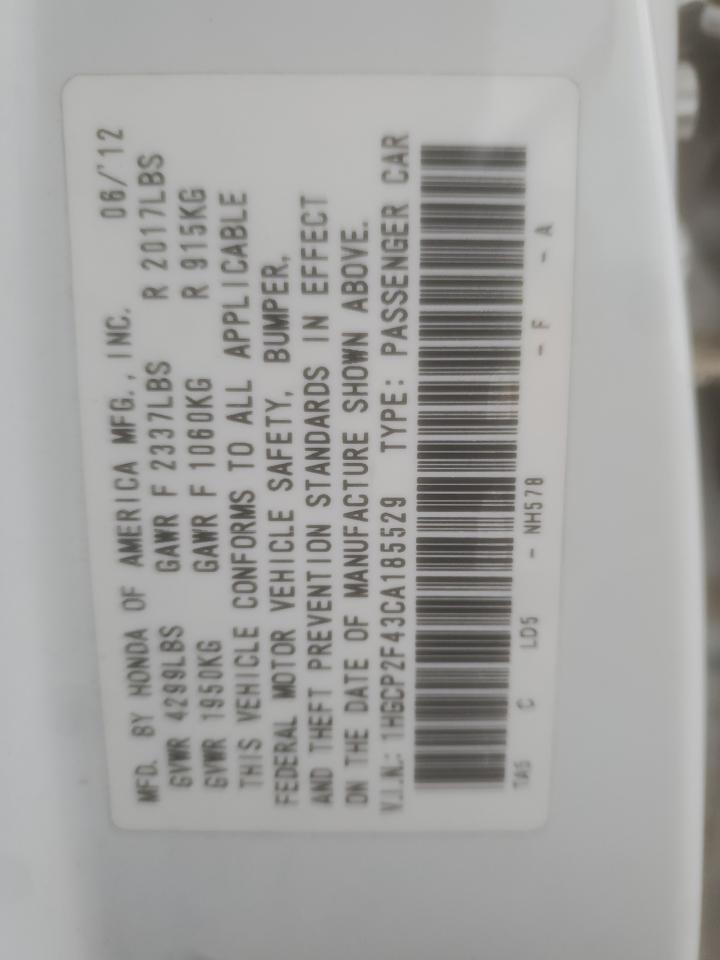 MFD. BY HONDA OF AMERICA MFG., INC. 06/'12
GVWR 4299LBS GAWR F 2337LBS R 2017LBS
GVWR 1950KG GAWR F 1060KG R 915KG
THIS VEHICLE CONFORMS TO ALL APPLICABLE
FEDERAL MOTOR VEHICLE SAFETY, BUMPER,
AND THEFT PREVENTION STANDARDS IN EFFECT
ON THE DATE OF MANUFACTURE SHOWN ABOVE.
V.I.N.: 1HGCP2F43CA185529 TYPE: PASSENGER CAR
TA5 C LD5 - NH578 - F - A